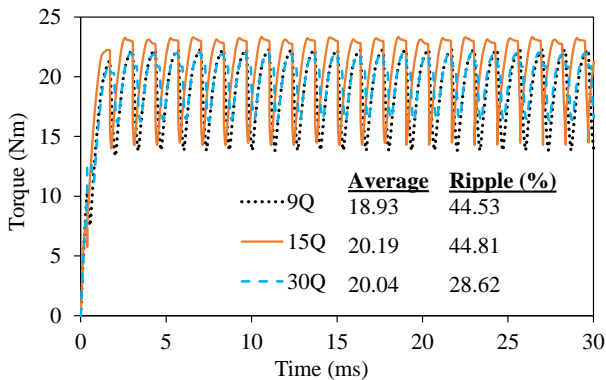 25
20
15
10
5
0
Torque (Nm)
Average Ripple (%)
9Q 18.93 44.53
15Q 20.19 44.81
30Q 20.04 28.62
0 5 10 15 20 25 30
Time (ms)